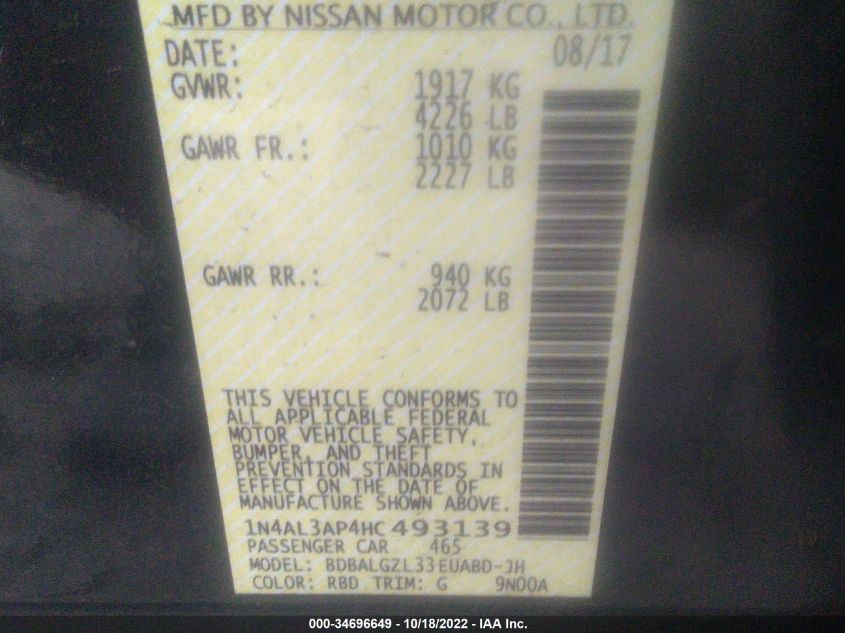 MFD BY NISSAN MOTOR CO., LTD.
DATE: 08/17
GVWR: 1917 KG
4226 LB
GAWR FR.: 1010 KG
2227 LB
GAWR RR.: 940 KG
2072 LB
THIS VEHICLE CONFORMS TO
ALL APPLICABLE FEDERAL
MOTOR VEHICLE SAFETY,
BUMPER, AND THEFT
PREVENTION STANDARDS IN
EFFECT ON THE DATE OF
MANUFACTURE SHOWN ABOVE.
1N4AL3AP4HC493139
PASSENGER CAR 465
MODEL: BDBALGZL33EUABD-JH
COLOR: RBD TRIM: G 9N00A
000-34696649 - 10/18/2022 - IAA Inc.